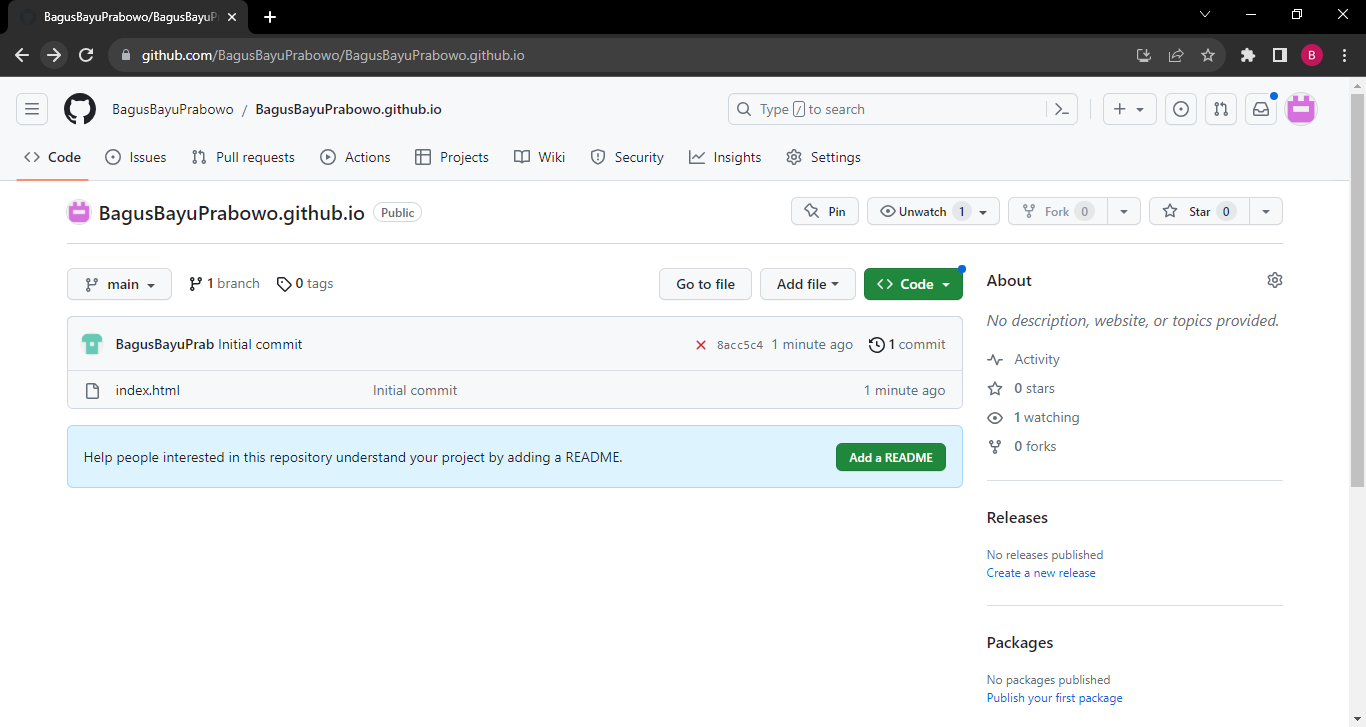 BagusBayuPrabowo/BagusBayuP
github.com/BagusBayuPrabowo/BagusBayuPrabowo.github.io
B
BagusBayuPrabowo / BagusBayuPrabowo.github.io
Type / to search
Code Issues Pull requests Actions Projects Wiki Security Insights Settings
BagusBayuPrabowo.github.io Public
Pin Unwatch 1 Fork 0 Star 0
main 1 branch 0 tags Go to file Add file Code
BagusBayuPrab Initial commit 8acc5c4 1 minute ago 1 commit
index.html Initial commit 1 minute ago
Help people interested in this repository understand your project by adding a README. Add a README
About
No description, website, or topics provided.
Activity
0 stars
1 watching
0 forks
Releases
No releases published
Create a new release
Packages
No packages published
Publish your first package